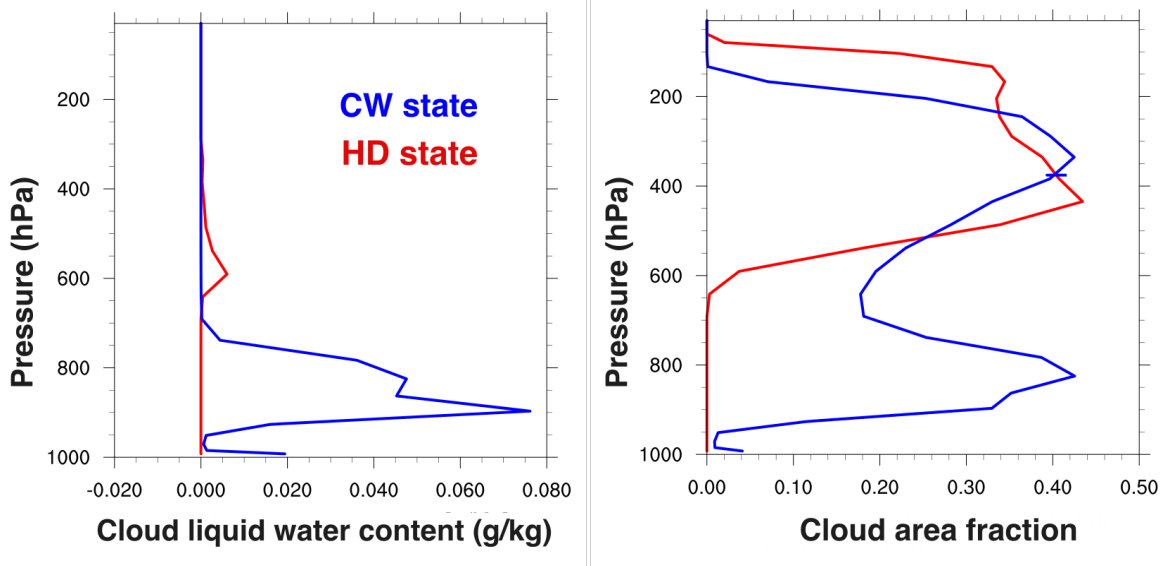 CW state
HD state
200
400
600
800
1000
-0.020 0.000 0.020 0.040 0.060 0.080
Pressure (hPa)
Cloud liquid water content (g/kg)
200
400
600
800
1000
0.00 0.10 0.20 0.30 0.40 0.50
Pressure (hPa)
Cloud area fraction